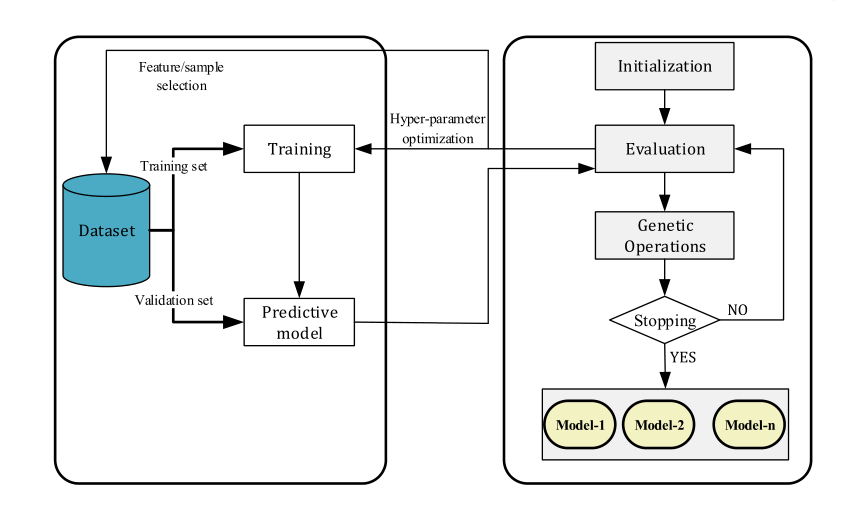 Feature/sample
selection
Training set
Dataset
Validation set
Training
Predictive
model
Hyper-parameter
optimization
Initialization
Evaluation
Genetic
Operations
Stopping
NO
YES
Model-1
Model-2
Model-n